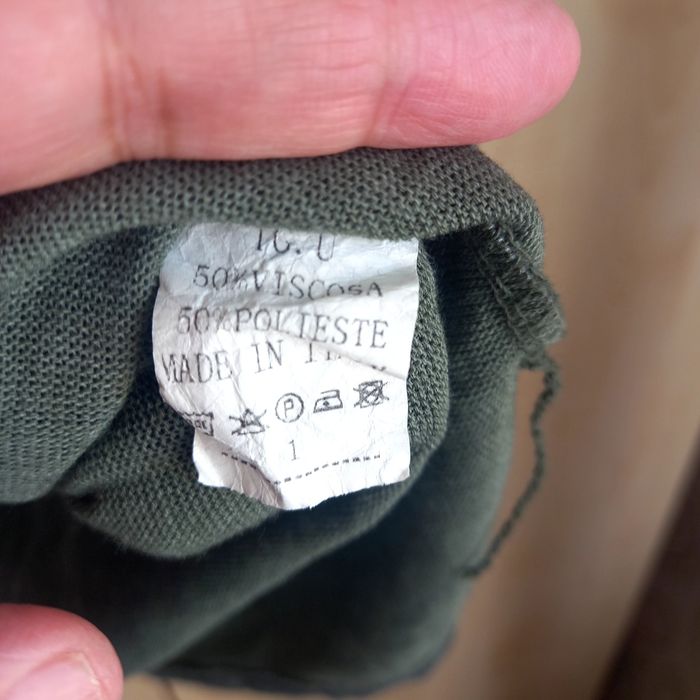 TG. U
50%VISCOSA
50%POLIESTE
MADE IN
P
1